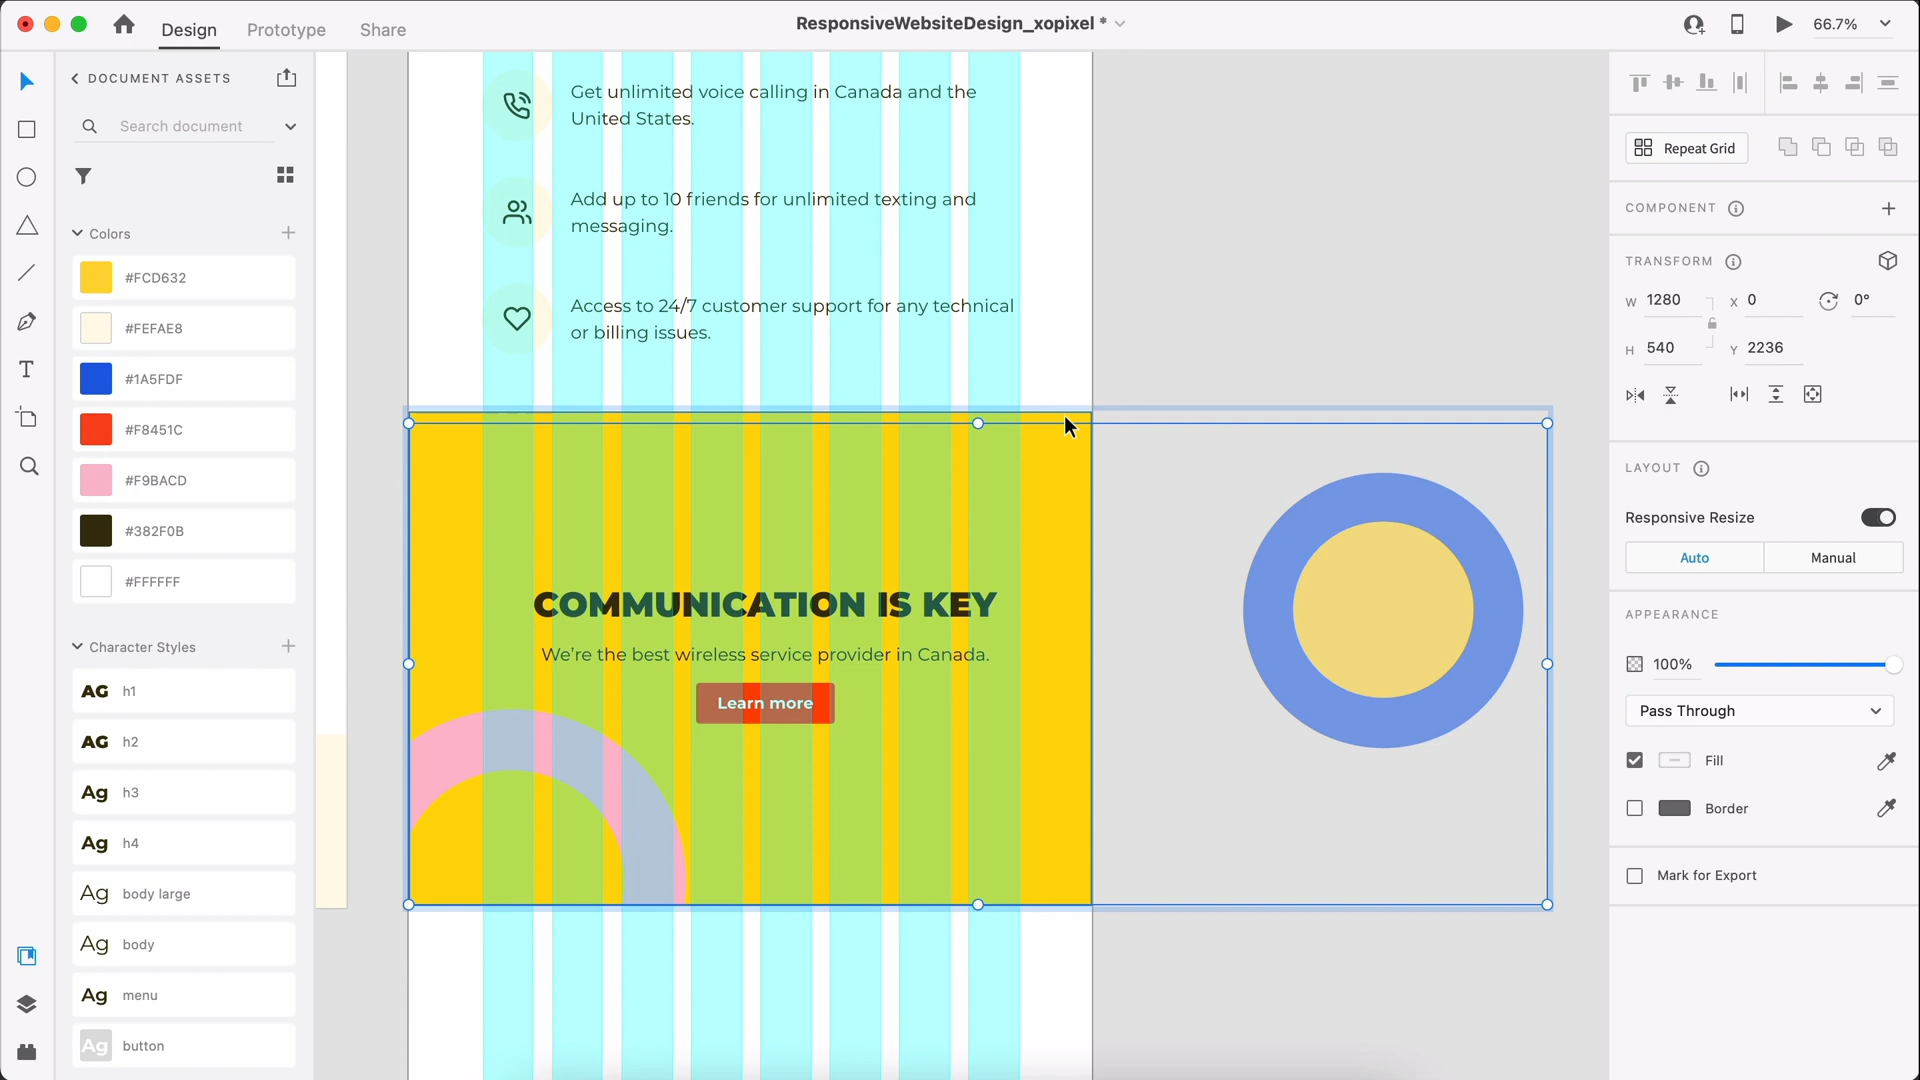 Design
Prototype
Share
ResponsiveWebsiteDesign_xopixel *
66.7%
DOCUMENT ASSETS
Search document
Colors
#FCD632
#FEFAE8
#1A5FDF
#F8451C
#F9BACD
#382F0B
#FFFFFF
Character Styles
AG h1
AG h2
Ag h3
Ag h4
Ag body large
Ag body
Ag menu
Ag button
Get unlimited voice calling in Canada and the
United States.
Add up to 10 friends for unlimited texting and
messaging.
Access to 24/7 customer support for any technical
or billing issues.
COMMUNICATION IS KEY
We’re the best wireless service provider in Canada.
Learn more
Repeat Grid
COMPONENT
TRANSFORM
W 1280 X 0 0°
H 540 Y 2236
LAYOUT
Responsive Resize
Auto Manual
APPEARANCE
100%
Pass Through
Fill
Border
Mark for Export